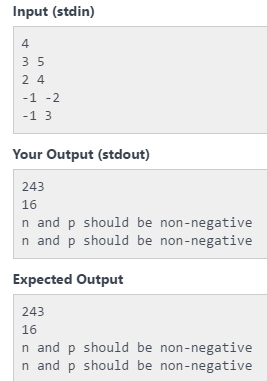 Input (stdin)
4
3 5
2 4
-1 -2
-1 3
Your Output (stdout)
243
16
n and p should be non-negative
n and p should be non-negative
Expected Output
243
16
n and p should be non-negative
n and p should be non-negative